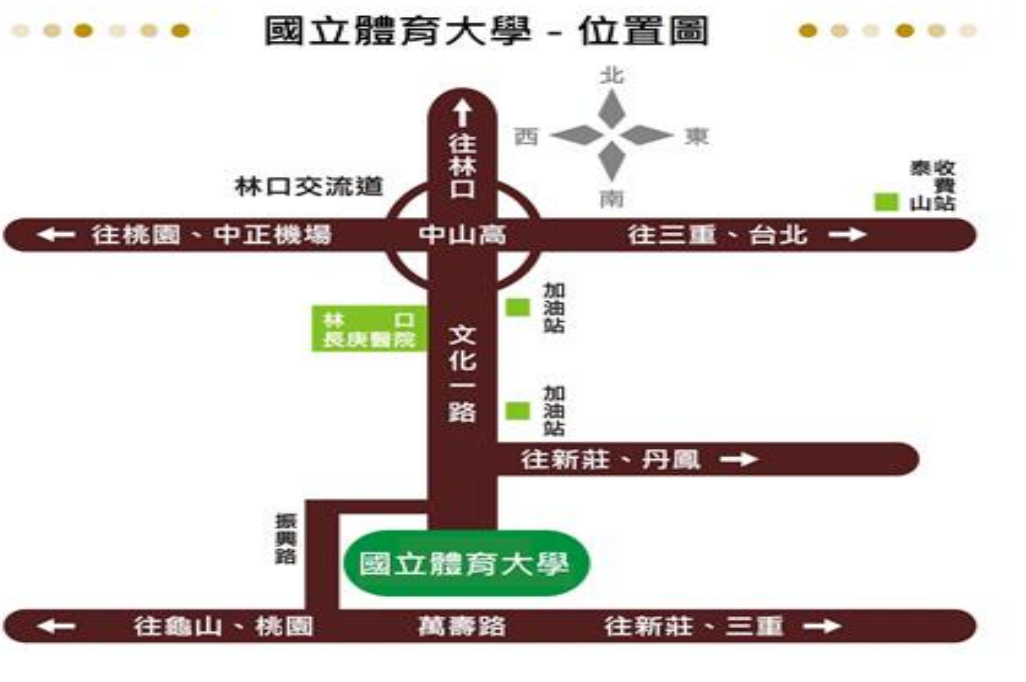 國立體育大學 - 位置圖
北
西
東
南
往林口
林口交流道
泰山收費站
← 往桃園、中正機場
中山高
往三重、台北 →
加油站
林口
長庚醫院
文化一路
加油站
往新莊、丹鳳 →
振興路
國立體育大學
← 往龜山、桃園
萬壽路
往新莊、三重 →